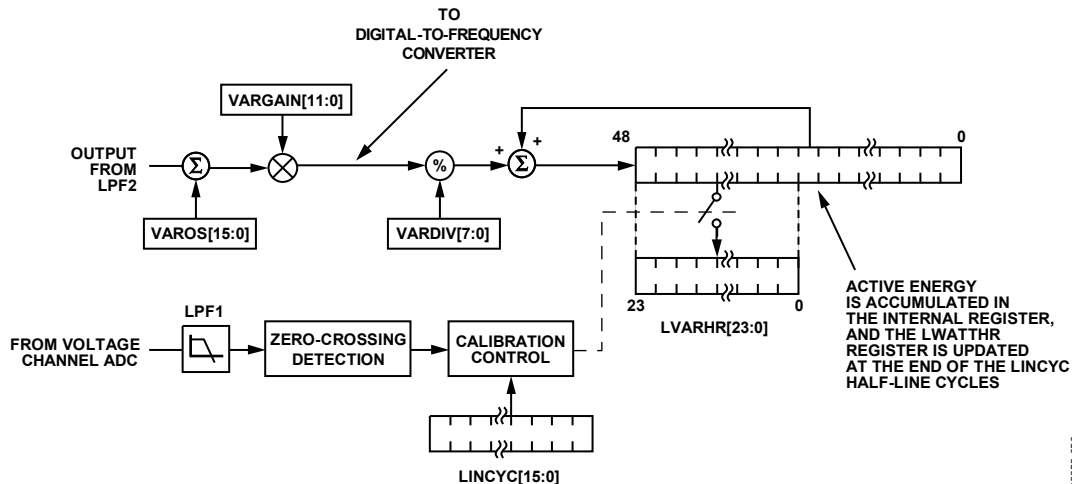 TO
DIGITAL-TO-FREQUENCY
CONVERTER
VARGAIN[11:0]
OUTPUT
FROM
LPF2
Σ
%
+
+
Σ
48
0
VAROS[15:0]
VARDIV[7:0]
23
0
LVARHR[23:0]
ACTIVE ENERGY
IS ACCUMULATED IN
THE INTERNAL REGISTER,
AND THE LWATTHR
REGISTER IS UPDATED
AT THE END OF THE LINCYC
HALF-LINE CYCLES
LPF1
FROM VOLTAGE
CHANNEL ADC
ZERO-CROSSING
DETECTION
CALIBRATION
CONTROL
LINCYC[15:0]